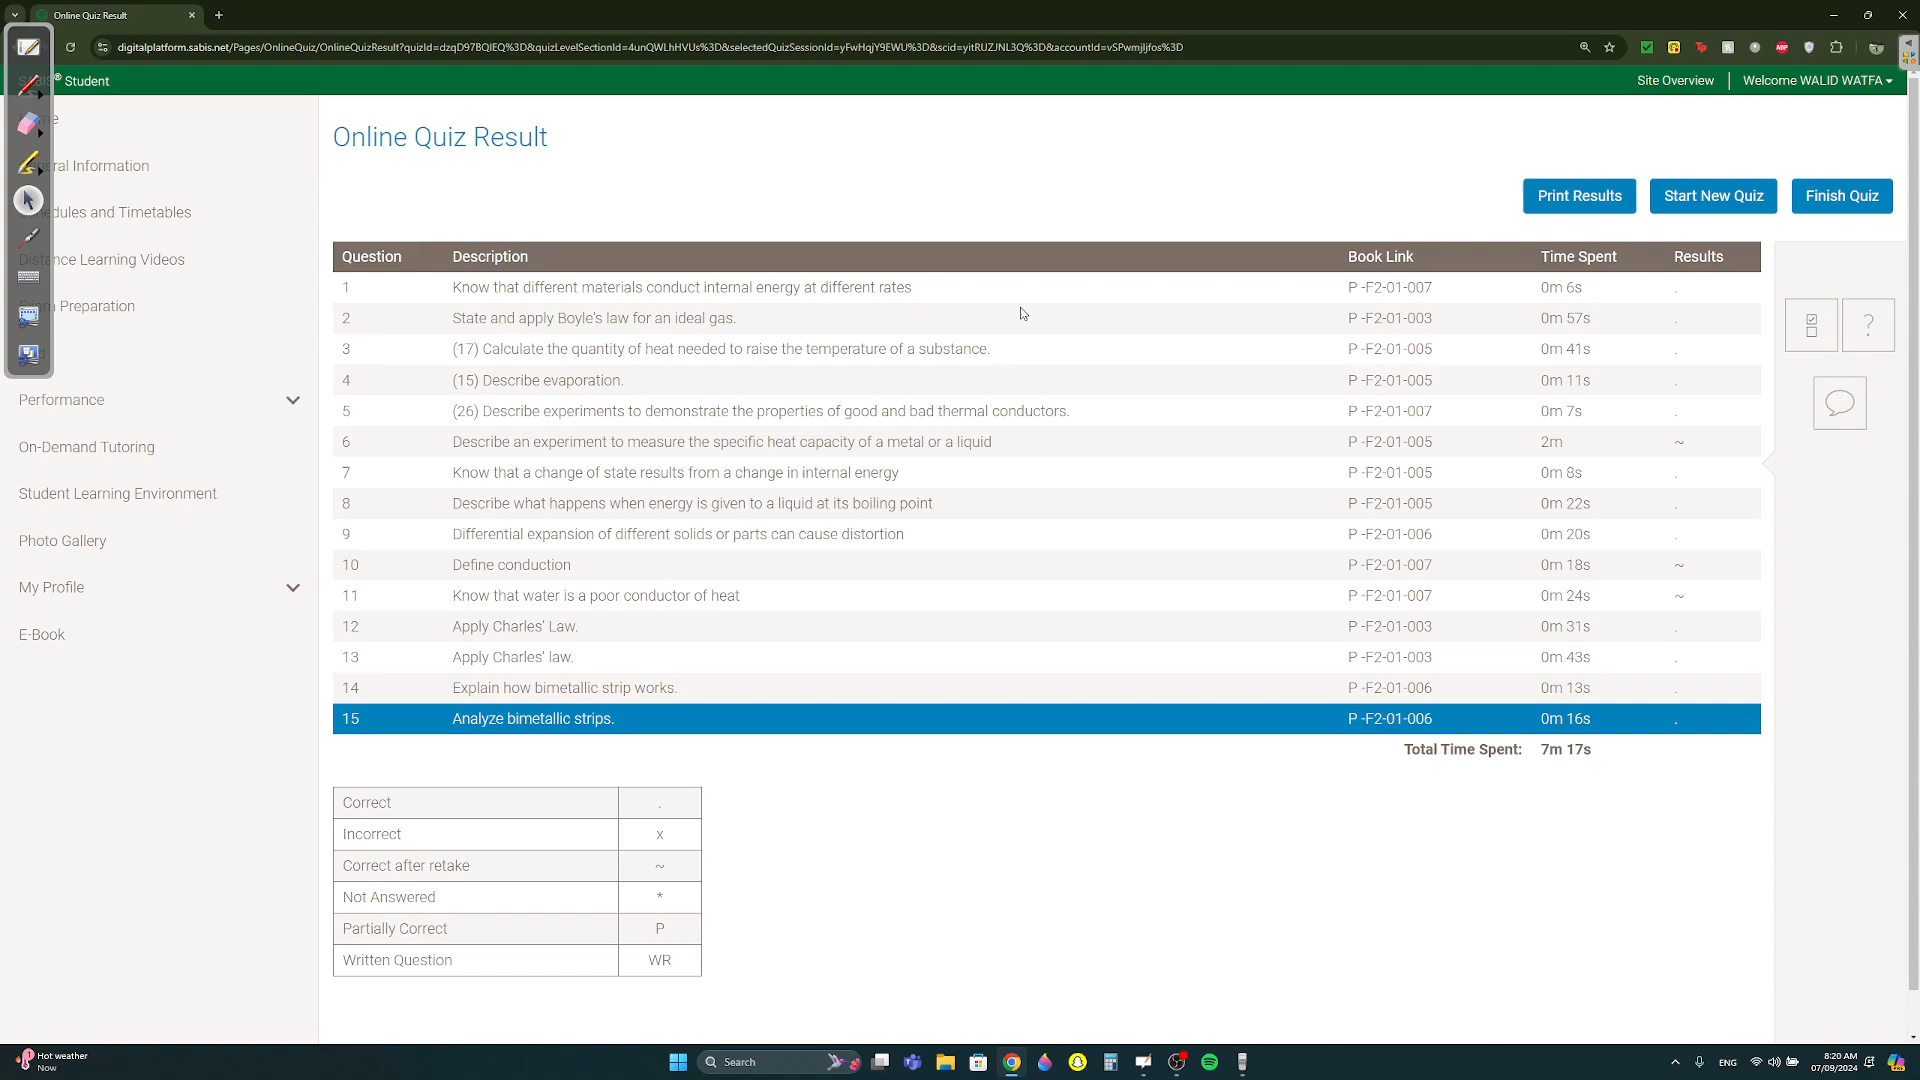 Online Quiz Result
digitalplatform.sabis.net/Pages/OnlineQuiz/OnlineQuizResult?quizId=dzqD97BQIEQ%3D&quizLevelSectionId=4unQWLhHVUs%3D&selectedQuizSessionId=yFwHqjY9EWU%3D&scid=yitRUZJNL3Q%3D&accountId=vSPwmjIjfos%3D
® Student
Site Overview
Welcome WALID WATFA
Information
and Timetables
Learning Videos
Preparation
Performance
On-Demand Tutoring
Student Learning Environment
Photo Gallery
My Profile
E-Book
Online Quiz Result
Print Results
Start New Quiz
Finish Quiz
Question Description Book Link Time Spent Results
1 Know that different materials conduct internal energy at different rates P -F2-01-007 0m 6s .
2 State and apply Boyle's law for an ideal gas. P -F2-01-003 0m 57s .
3 (17) Calculate the quantity of heat needed to raise the temperature of a substance. P -F2-01-005 0m 41s .
4 (15) Describe evaporation. P -F2-01-005 0m 11s .
5 (26) Describe experiments to demonstrate the properties of good and bad thermal conductors. P -F2-01-007 0m 7s .
6 Describe an experiment to measure the specific heat capacity of a metal or a liquid P -F2-01-005 2m ~
7 Know that a change of state results from a change in internal energy P -F2-01-005 0m 8s .
8 Describe what happens when energy is given to a liquid at its boiling point P -F2-01-005 0m 22s .
9 Differential expansion of different solids or parts can cause distortion P -F2-01-006 0m 20s .
10 Define conduction P -F2-01-007 0m 18s ~
11 Know that water is a poor conductor of heat P -F2-01-007 0m 24s ~
12 Apply Charles' Law. P -F2-01-003 0m 31s .
13 Apply Charles' law. P -F2-01-003 0m 43s .
14 Explain how bimetallic strip works. P -F2-01-006 0m 13s .
15 Analyze bimetallic strips. P -F2-01-006 0m 16s .
Total Time Spent: 7m 17s
Correct .
Incorrect x
Correct after retake ~
Not Answered *
Partially Correct P
Written Question WR
Hot weather
Now
Search
ENG
8:20 AM
07/09/2024